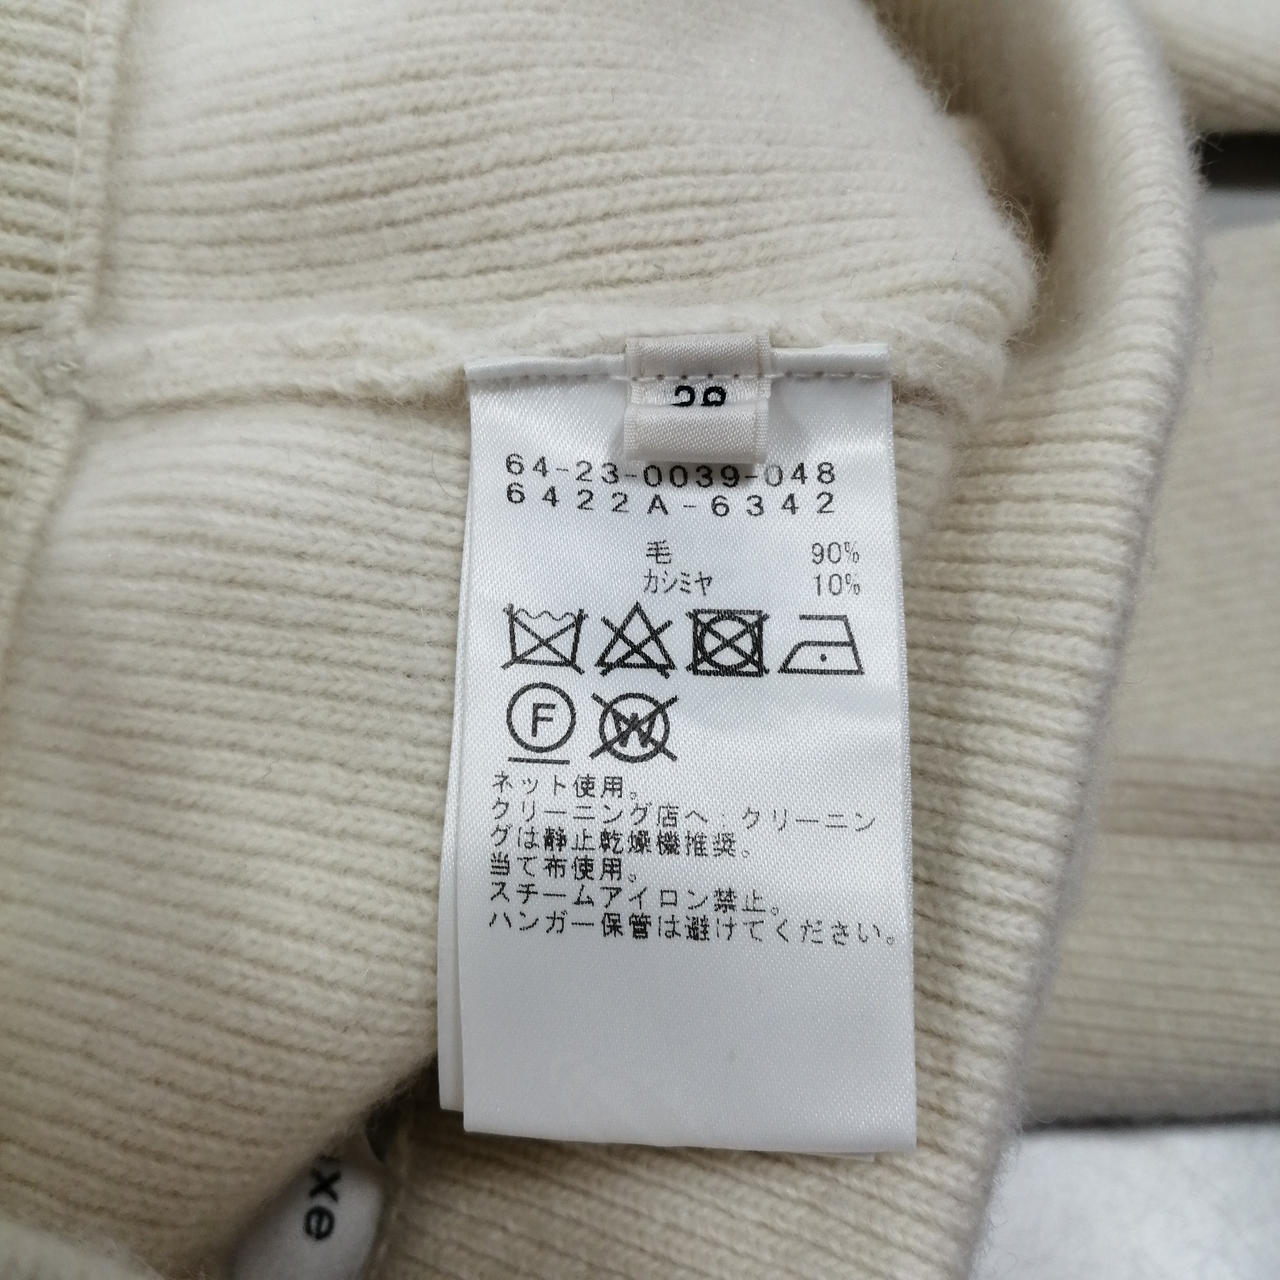 64-23-0039-048
6422A-6342
毛 90%
カシミヤ 10%
F
W
ネット使用。
クリーニング店へ：クリーニン
グは静止乾燥機推奨。
当て布使用。
スチームアイロン禁止。
ハンガー保管は避けてください。
xe